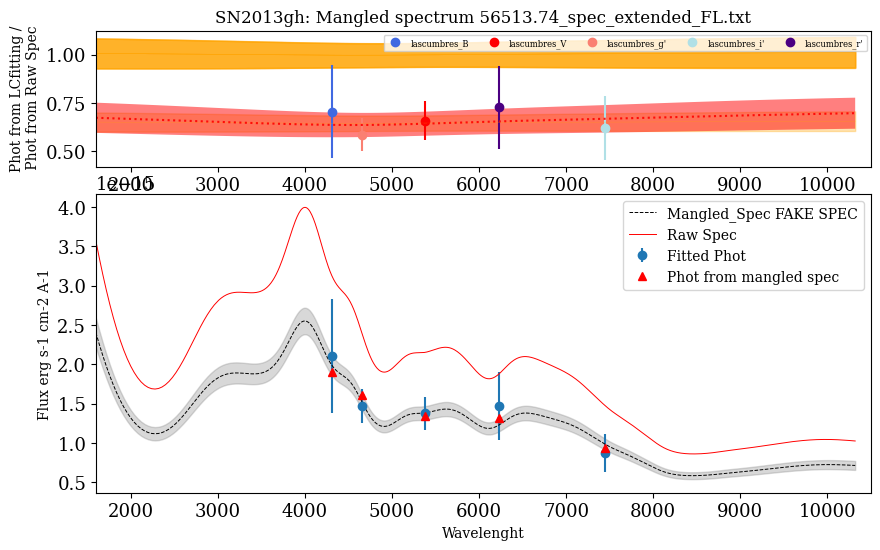 SN2013gh: Mangled spectrum 56513.74_spec_extended_FL.txt
Phot from LCfitting /
Phot from Raw Spec
1.00
0.75
0.50
lascumbres_B
lascumbres_V
lascumbres_g'
lascumbres_i'
lascumbres_r'
2000 3000 4000 5000 6000 7000 8000 9000 10000
1e−15
Flux erg s-1 cm-2 A-1
4.0
3.5
3.0
2.5
2.0
1.5
1.0
0.5
Mangled_Spec FAKE SPEC
Raw Spec
Fitted Phot
Phot from mangled spec
2000 3000 4000 5000 6000 7000 8000 9000 10000
Wavelenght